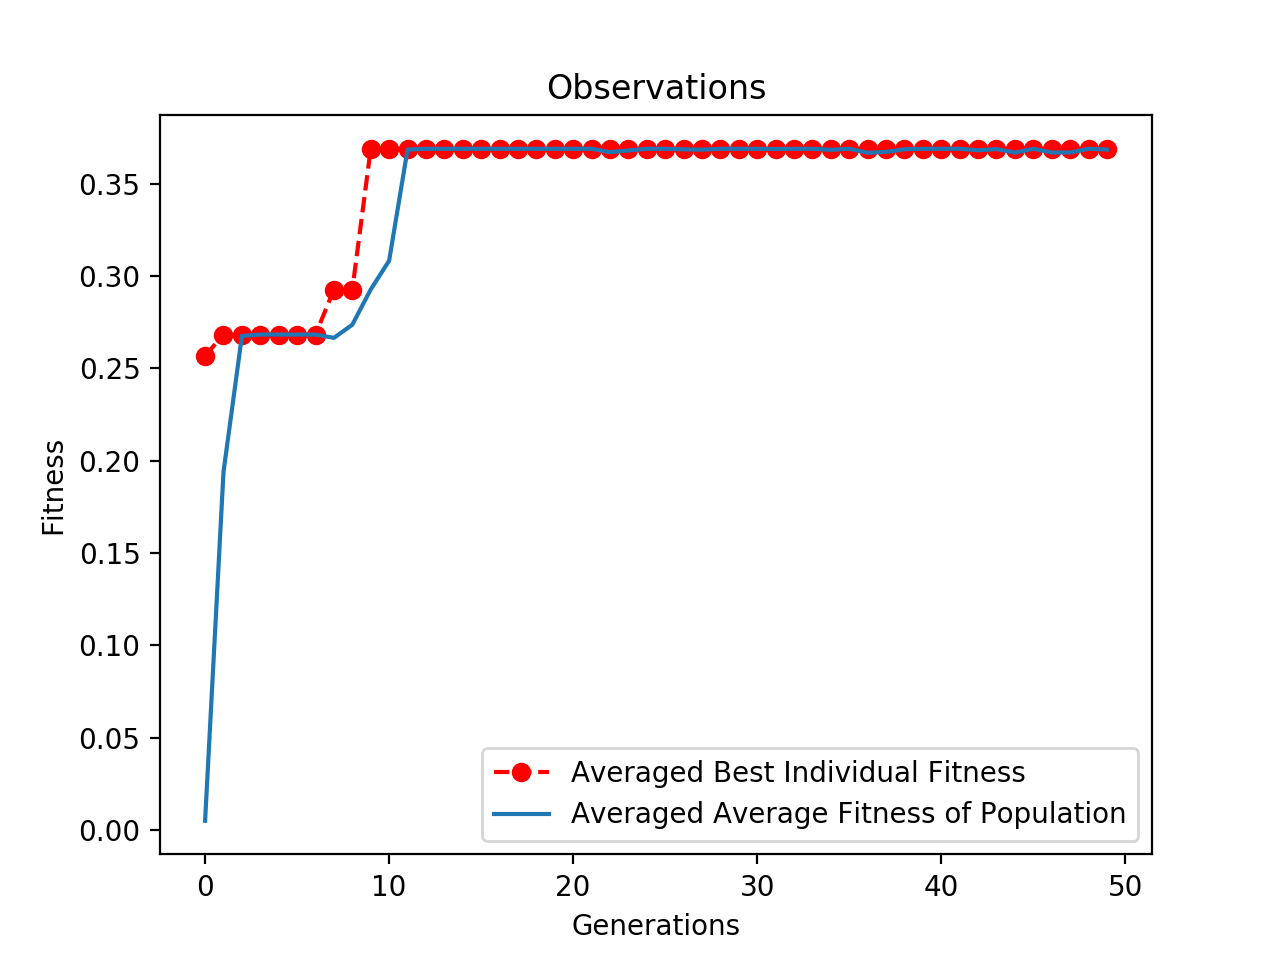 Observations
Fitness
0.35
0.30
0.25
0.20
0.15
0.10
0.05
0.00
Averaged Best Individual Fitness
Averaged Average Fitness of Population
0 10 20 30 40 50
Generations